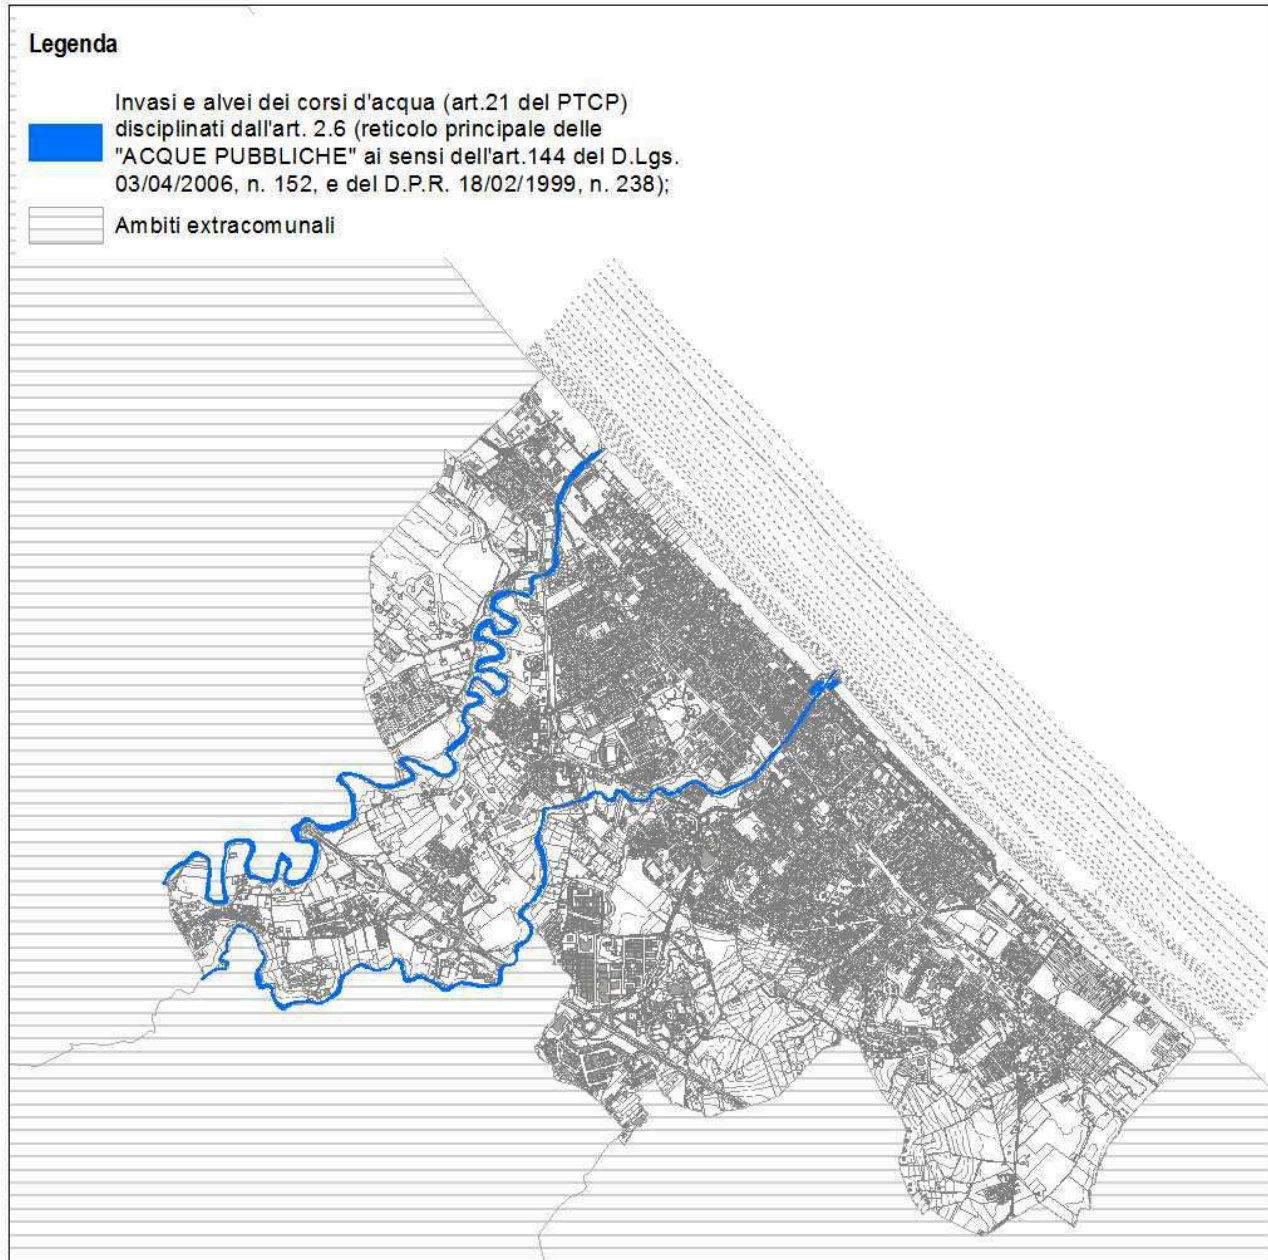 Legenda
Invasi e alvei dei corsi d'acqua (art.21 del PTCP)
disciplinati dall'art. 2.6 (reticolo principale delle
"ACQUE PUBBLICHE" ai sensi dell'art.144 del D.Lgs.
03/04/2006, n. 152, e del D.P.R. 18/02/1999, n. 238);
Ambiti extracomunali